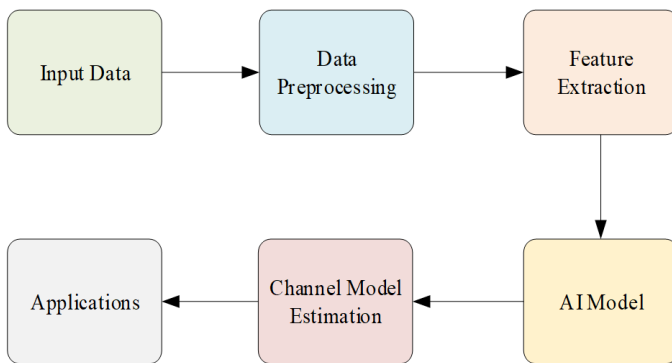 Input Data
Data
Preprocessing
Feature
Extraction
AI Model
Channel Model
Estimation
Applications